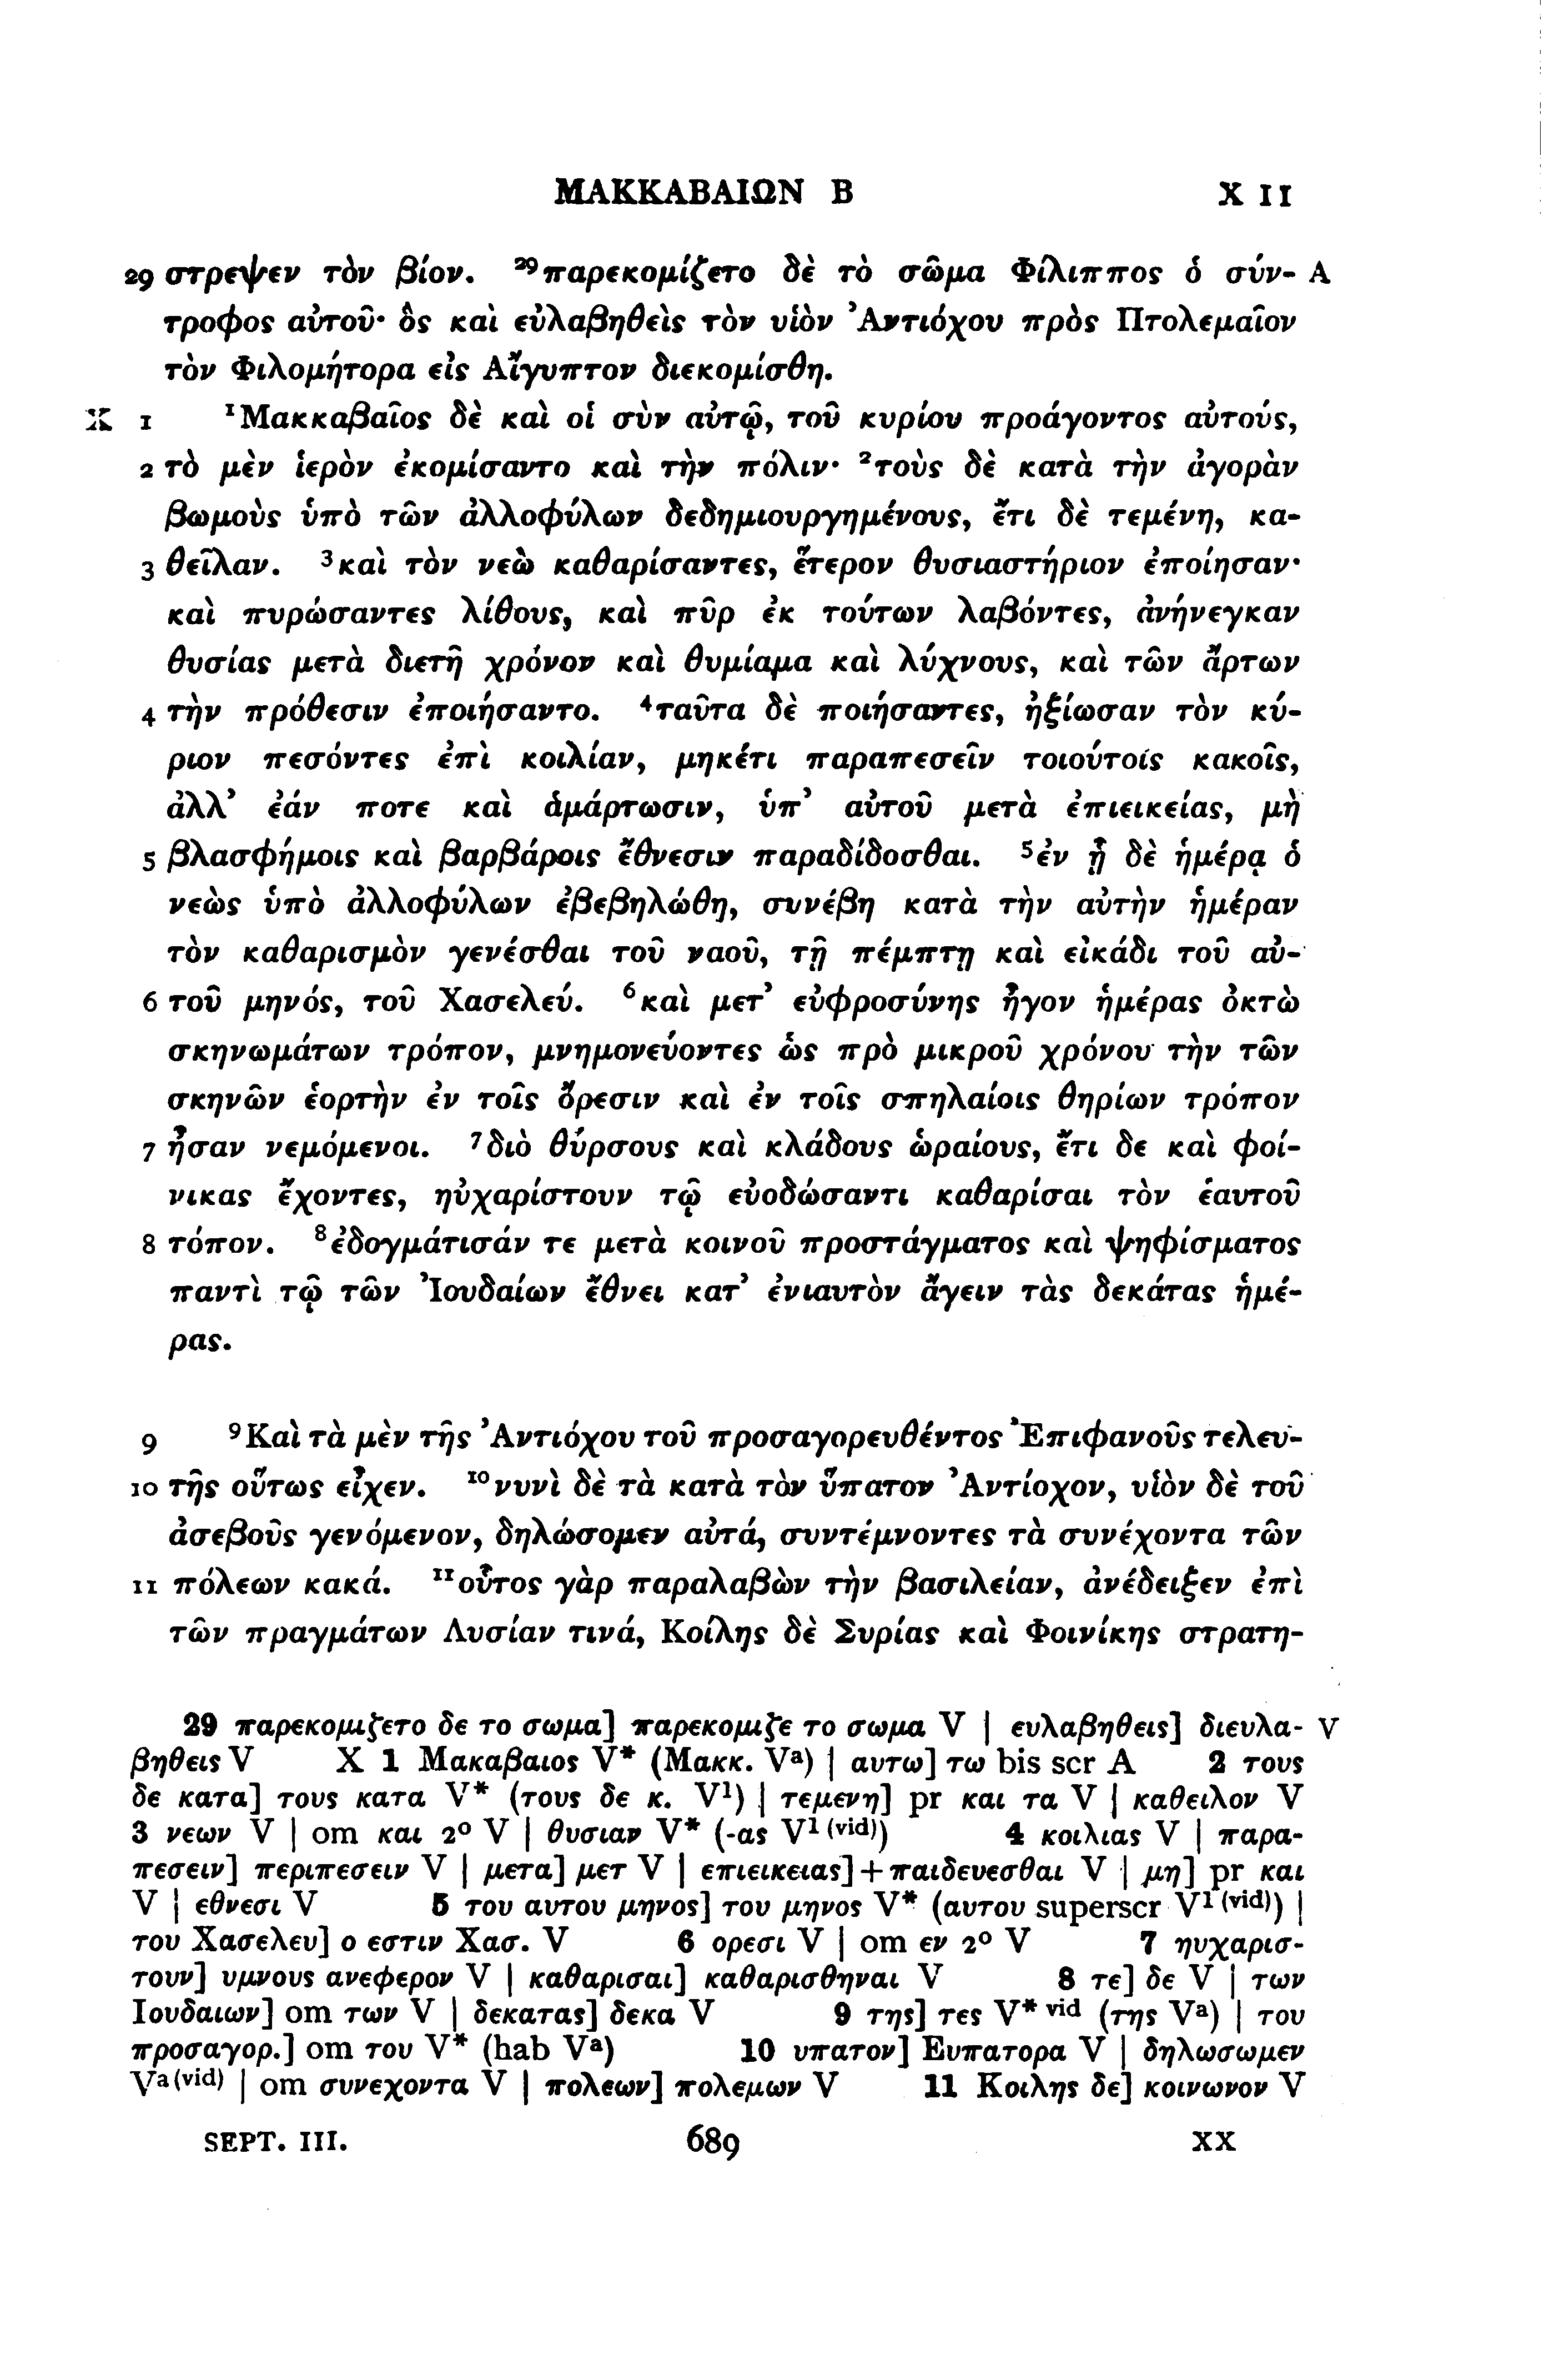 ΜΑΚΚΑΒΑΙΩΝ Β X 11
29 στρεψεν τὸν βίον. ²⁹παρεκομίζετο δὲ τὸ σῶμα Φίλιππος ὁ σύν- A
τροφος αὐτοῦ· ὃς καὶ εὐλαβηθεὶς τὸν υἱὸν Ἀντιόχου πρὸς Πτολεμαῖον
τὸν Φιλομήτορα εἰς Αἴγυπτον διεκομίσθη.
X 1 ¹Μακκαβαῖος δὲ καὶ οἱ σὺν αὐτῷ, τοῦ κυρίου προάγοντος αὐτούς,
2 τὸ μὲν ἱερὸν ἐκομίσαντο καὶ τὴν πόλιν· ²τοὺς δὲ κατὰ τὴν ἀγορὰν
βωμοὺς ὑπὸ τῶν ἀλλοφύλων δεδημιουργημένους, ἔτι δὲ τεμένη, κα-
3 θεῖλαν. ³καὶ τὸν νεὼ καθαρίσαντες, ἕτερον θυσιαστήριον ἐποίησαν·
καὶ πυρώσαντες λίθους, καὶ πῦρ ἐκ τούτων λαβόντες, ἀνήνεγκαν
θυσίας μετὰ διετῆ χρόνον καὶ θυμίαμα καὶ λύχνους, καὶ τῶν ἄρτων
4 τὴν πρόθεσιν ἐποιήσαντο. ⁴ταῦτα δὲ ποιήσαντες, ἠξίωσαν τὸν κύ-
ριον πεσόντες ἐπὶ κοιλίαν, μηκέτι παραπεσεῖν τοιούτοίς κακοῖς,
ἀλλ’ ἐάν ποτε καὶ ἁμάρτωσιν, ὑπ’ αὐτοῦ μετὰ ἐπιεικείας, μὴ
5 βλασφήμοις καὶ βαρβάροις ἔθνεσιν παραδίδοσθαι. ⁵ἐν ᾗ δὲ ἡμέρᾳ ὁ
νεὼς ὑπὸ ἀλλοφύλων ἐβεβηλώθη, συνέβη κατὰ τὴν αὐτὴν ἡμέραν
τὸν καθαρισμὸν γενέσθαι τοῦ ναοῦ, τῇ πέμπτῃ καὶ εἰκάδι τοῦ αὐ-
6 τοῦ μηνός, τοῦ Χασελεύ. ⁶καὶ μετ’ εὐφροσύνης ἦγον ἡμέρας ὀκτὼ
σκηνωμάτων τρόπον, μνημονεύοντες ὡς πρὸ μικροῦ χρόνου τὴν τῶν
σκηνῶν ἑορτὴν ἐν τοῖς ὄρεσιν καὶ ἐν τοῖς σπηλαίοις θηρίων τρόπον
7 ἦσαν νεμόμενοι. ⁷διὸ θύρσους καὶ κλάδους ὡραίους, ἔτι δε καὶ φοί-
νικας ἔχοντες, ηὐχαρίστουν τῷ εὐοδώσαντι καθαρίσαι τὸν ἑαυτοῦ
8 τόπον. ⁸ἐδογμάτισάν τε μετὰ κοινοῦ προστάγματος καὶ ψηφίσματος
παντὶ τῷ τῶν Ἰουδαίων ἔθνει κατ’ ἐνιαυτὸν ἄγειν τὰς δεκάτας ἡμέ-
ρας.
9 ⁹Καὶ τὰ μὲν τῆς Ἀντιόχου τοῦ προσαγορευθέντος Ἐπιφανοῦς τελευ-
10 τῆς οὕτως εἶχεν. ¹⁰νυνὶ δὲ τὰ κατὰ τὸν ὕπατον Ἀντίοχον, υἱὸν δὲ τοῦ
ἀσεβοῦς γενόμενον, δηλώσομεν αὐτά, συντέμνοντες τὰ συνέχοντα τῶν
11 πόλεων κακά. ¹¹οὗτος γὰρ παραλαβὼν τὴν βασιλείαν, ἀνέδειξεν ἐπὶ
τῶν πραγμάτων Λυσίαν τινά, Κοίλης δὲ Συρίας καὶ Φοινίκης στρατη-
29 παρεκομιζετο δε το σωμα] παρεκομιζε το σωμα V | ευλαβηθεις] διευλα- V
βηθεις V X 1 Μακαβαιος V* (Μακκ. Vᵃ) | αυτω] τω bis scr A 2 τους
δε κατα] τους κατα V* (τους δε κ. V¹) | τεμενη] pr και τα V | καθειλον V
3 νεων V | om και 2º V | θυσιαν V* (-ας V¹⁽ᵛⁱᵈ⁾) 4 κοιλιας V | παρα-
πεσειν] περιπεσειν V | μετα] μετ V | επιεικειας]+παιδευεσθαι V | μη] pr και
V | εθνεσι V 5 του αυτου μηνος] του μηνος V* (αυτου superscr V¹⁽ᵛⁱᵈ⁾) |
του Χασελευ] ο εστιν Χασ. V 6 ορεσι V | om εν 2º V 7 ηυχαρισ-
τουν] υμνους ανεφερον V | καθαρισαι] καθαρισθηναι V 8 τε] δε V | των
Ιουδαιων] om των V | δεκατας] δεκα V 9 της] τες V* ᵛⁱᵈ (της Vᵃ) | του
προσαγορ.] om του V* (hab Vᵃ) 10 υπατον] Ευπατορα V | δηλωσωμεν
Vᵃ⁽ᵛⁱᵈ⁾ | om συνεχοντα V | πολεων] πολεμων V 11 Κοιλης δε] κοινωνον V
SEPT. III. 689 XX